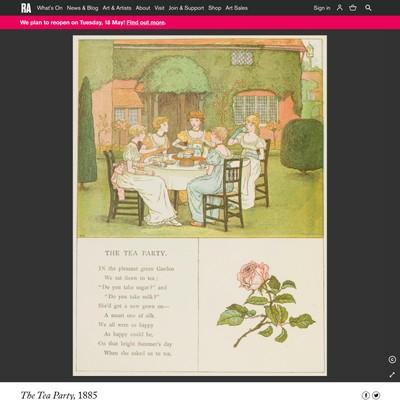 RA
What's On News & Blog Art & Artists About Visit Join & Support Shop Art Sales Sign in
We plan to reopen on Tuesday, 18 May! Find out more.
THE TEA PARTY.
IN the pleasant green Garden
We sat down to tea;
"Do you take sugar?" and
"Do you take milk?"
She'd got a new gown on—
A smart one of silk.
We all were as happy
As happy could be,
On that bright Summer's day
When she asked us to tea.
The Tea Party, 1885